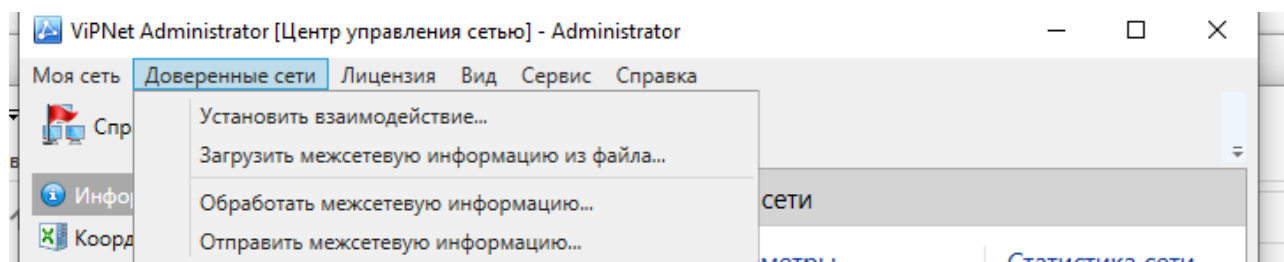 ViPNet Administrator [Центр управления сетью] - Administrator
Моя сеть Доверенные сети Лицензия Вид Сервис Справка
Установить взаимодействие...
Загрузить межсетевую информацию из файла...
Обработать межсетевую информацию...
сети
Отправить межсетевую информацию...
Статистика сети